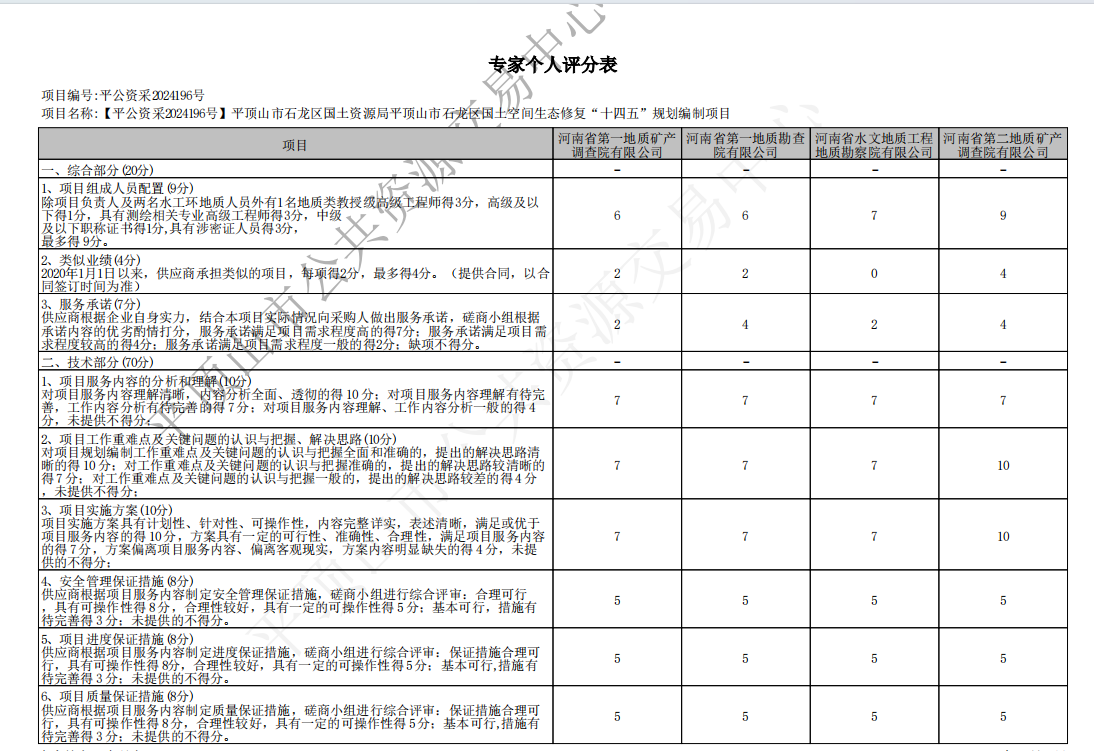 专家个人评分表
项目编号:平公资采2024196号
项目名称:【平公资采2024196号】平顶山市石龙区国土资源局平顶山市石龙区国土空间生态修复“十四五”规划编制项目
项目 河南省第一地质矿产调查院有限公司 河南省第一地质勘查院有限公司 河南省水文地质工程地质勘察院有限公司 河南省第二地质矿产调查院有限公司
一、综合部分(20分) - - - -
1、项目组成人员配置(9分)
除项目负责人及两名水工环地质人员外有1名地质类教授级高级工程师得3分，高级及以
下得1分，具有测绘相关专业高级工程师得3分，中级
及以下职称证书得1分,具有涉密证人员得3分，
最多得 9分。
6 6 7 9
2、类似业绩(4分)
2020年1月1日以来，供应商承担类似的项目，每项得2分，最多得4分。（提供合同，以合
同签订时间为准）
2 2 0 4
3、服务承诺(7分)
供应商根据企业自身实力，结合本项目实际情况向采购人做出服务承诺，磋商小组根据
承诺内容的优劣酌情打分，服务承诺满足项目需求程度高的得7分；服务承诺满足项目需
求程度较高的得4分；服务承诺满足项目需求程度一般的得2分；缺项不得分。
2 4 2 4
二、技术部分(70分) - - - -
1、项目服务内容的分析和理解(10分)
对项目服务内容理解清晰，内容分析全面、透彻的得 10 分；对项目服务内容理解有待完
善，工作内容分析有待完善的得 7 分；对项目服务内容理解、工作内容分析一般的得 4
分，未提供不得分；
7 7 7 7
2、项目工作重难点及关键问题的认识与把握、解决思路(10分)
对项目规划编制工作重难点及关键问题的认识与把握全面和准确的，提出的解决思路清
晰的得 10 分；对工作重难点及关键问题的认识与把握准确的，提出的解决思路较清晰的
得 7 分；对工作重难点及关键问题的认识与把握一般的，提出的解决思路较差的得 4 分
，未提供不得分；
7 7 7 10
3、项目实施方案(10分)
项目实施方案具有计划性、针对性、可操作性，内容完整详实，表述清晰，满足或优于
项目服务内容的得 10分，方案具有一定的可行性、准确性、合理性，满足项目服务内容
的得 7分，方案偏离项目服务内容、偏离客观现实，方案内容明显缺失的得 4 分，未提
供的不得分；
7 7 7 10
4、安全管理保证措施(8分)
供应商根据项目服务内容制定安全管理保证措施，磋商小组进行综合评审：合理可行
，具有可操作性得 8 分，合理性较好，具有一定的可操作性得 5 分；基本可行，措施有
待完善得 3 分；未提供的不得分。
5 5 5 5
5、项目进度保证措施(8分)
供应商根据项目服务内容制定进度保证措施，磋商小组进行综合评审：保证措施合理可
行，具有可操作性得 8分，合理性较好，具有一定的可操作性得 5 分；基本可行,措施有
待完善得 3 分；未提供的不得分。
5 5 5 5
6、项目质量保证措施(8分)
供应商根据项目服务内容制定质量保证措施，磋商小组进行综合评审：保证措施合理可
行，具有可操作性得 8 分，合理性较好，具有一定的可操作性得 5分；基本可行,措施有
待完善得 3 分；未提供的不得分。
5 5 5 5
平顶山市公共资源交易中心
平顶山市公共资源交易中心